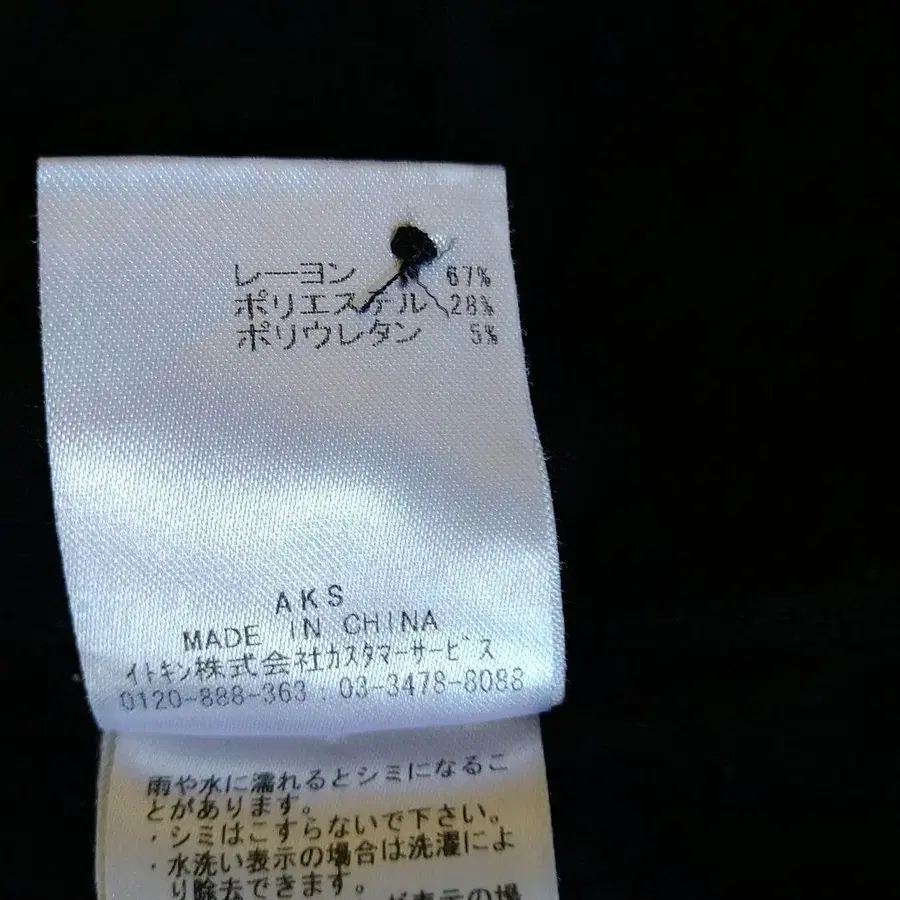 レーヨン 67%
ポリエステル 28%
ポリウレタン 5%
AKS
MADE IN CHINA
イトキン株式会社カスタマーサービス
0120-888-363 03-3478-8088
雨や水に濡れるとシミになるこ
とがあります。
・シミはこすらないで下さい。
・水洗い表示の場合は洗濯によ
り除去できます。
表示の場